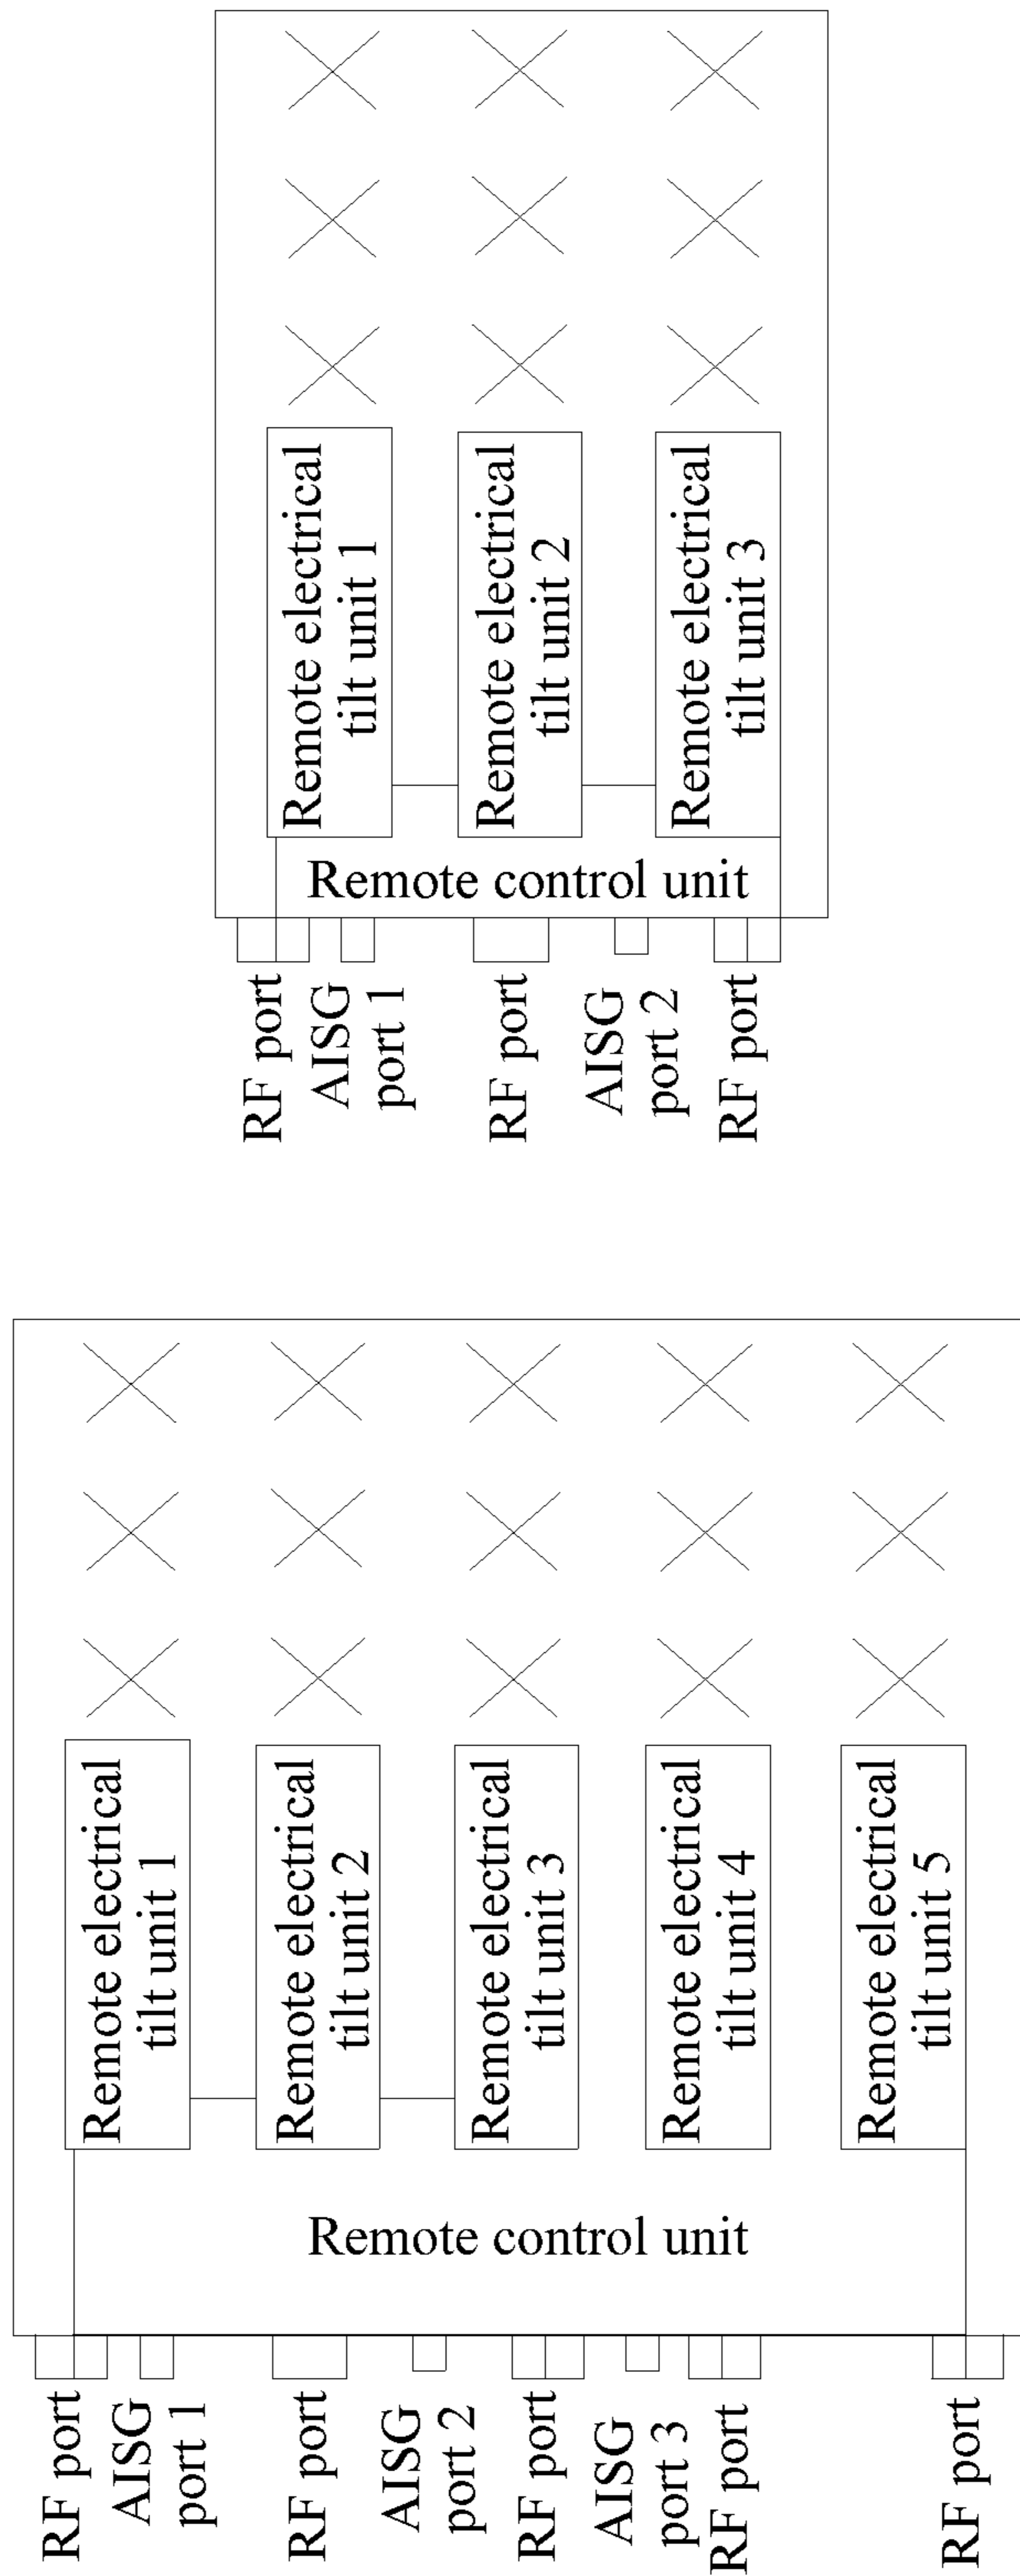 Remote electrical
tilt unit 1
Remote electrical
tilt unit 2
Remote electrical
tilt unit 3
Remote control unit
RF port
AISG
port 1
RF port
AISG
port 2
RF port
Remote electrical
tilt unit 1
Remote electrical
tilt unit 2
Remote electrical
tilt unit 3
Remote electrical
tilt unit 4
Remote electrical
tilt unit 5
Remote control unit
RF port
AISG
port 1
RF port
AISG
port 2
RF port
AISG
port 3
RF port
RF port